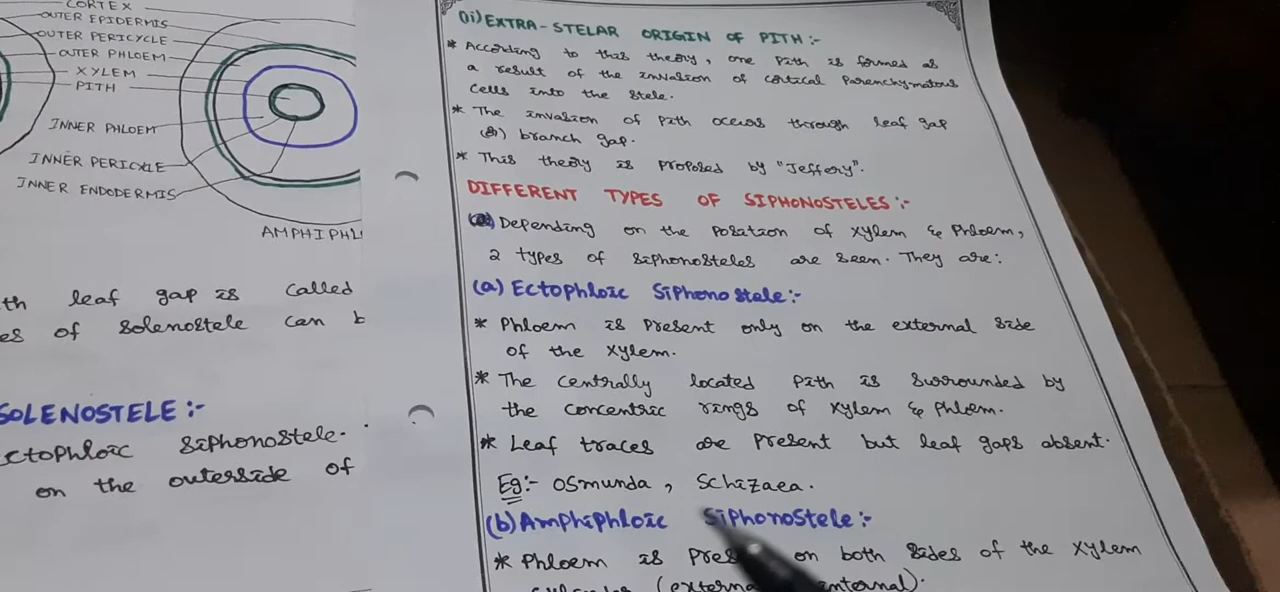 CORTEX
OUTER EPIDERMIS
OUTER PERICYCLE
OUTER PHLOEM
XYLEM
PITH
INNER PHLOEM
INNER PERICYCLE
INNER ENDODERMIS
AMPHIPHL
th leaf gap is called
es of solenostele can b
SOLENOSTELE:-
ctophloic siphonostele.
on the outerside of
(ii) EXTRA-STELAR ORIGIN OF PITH:-
* According to this theory, one pith is formed as
a result of the invasion of cortical parenchymatous
cells into the stele.
* The invasion of pith occurs through leaf gap
(or) branch gap.
* This theory is proposed by "Jeffory".
DIFFERENT TYPES OF SIPHONOSTELES:-
Depending on the position of xylem & phloem,
2 types of siphonosteles are seen. They are:
(a) Ectophloic Siphonostele:-
* Phloem is present only on the external side
of the xylem.
* The centrally located pith is surrounded by
the concentric rings of xylem & phloem.
* Leaf traces are present but leaf gaps absent.
Eg:- Osmunda, Schizaea.
(b) Amphiphloic Siphonostele:-
* Phloem is pres on both sides of the xylem
(external internal).